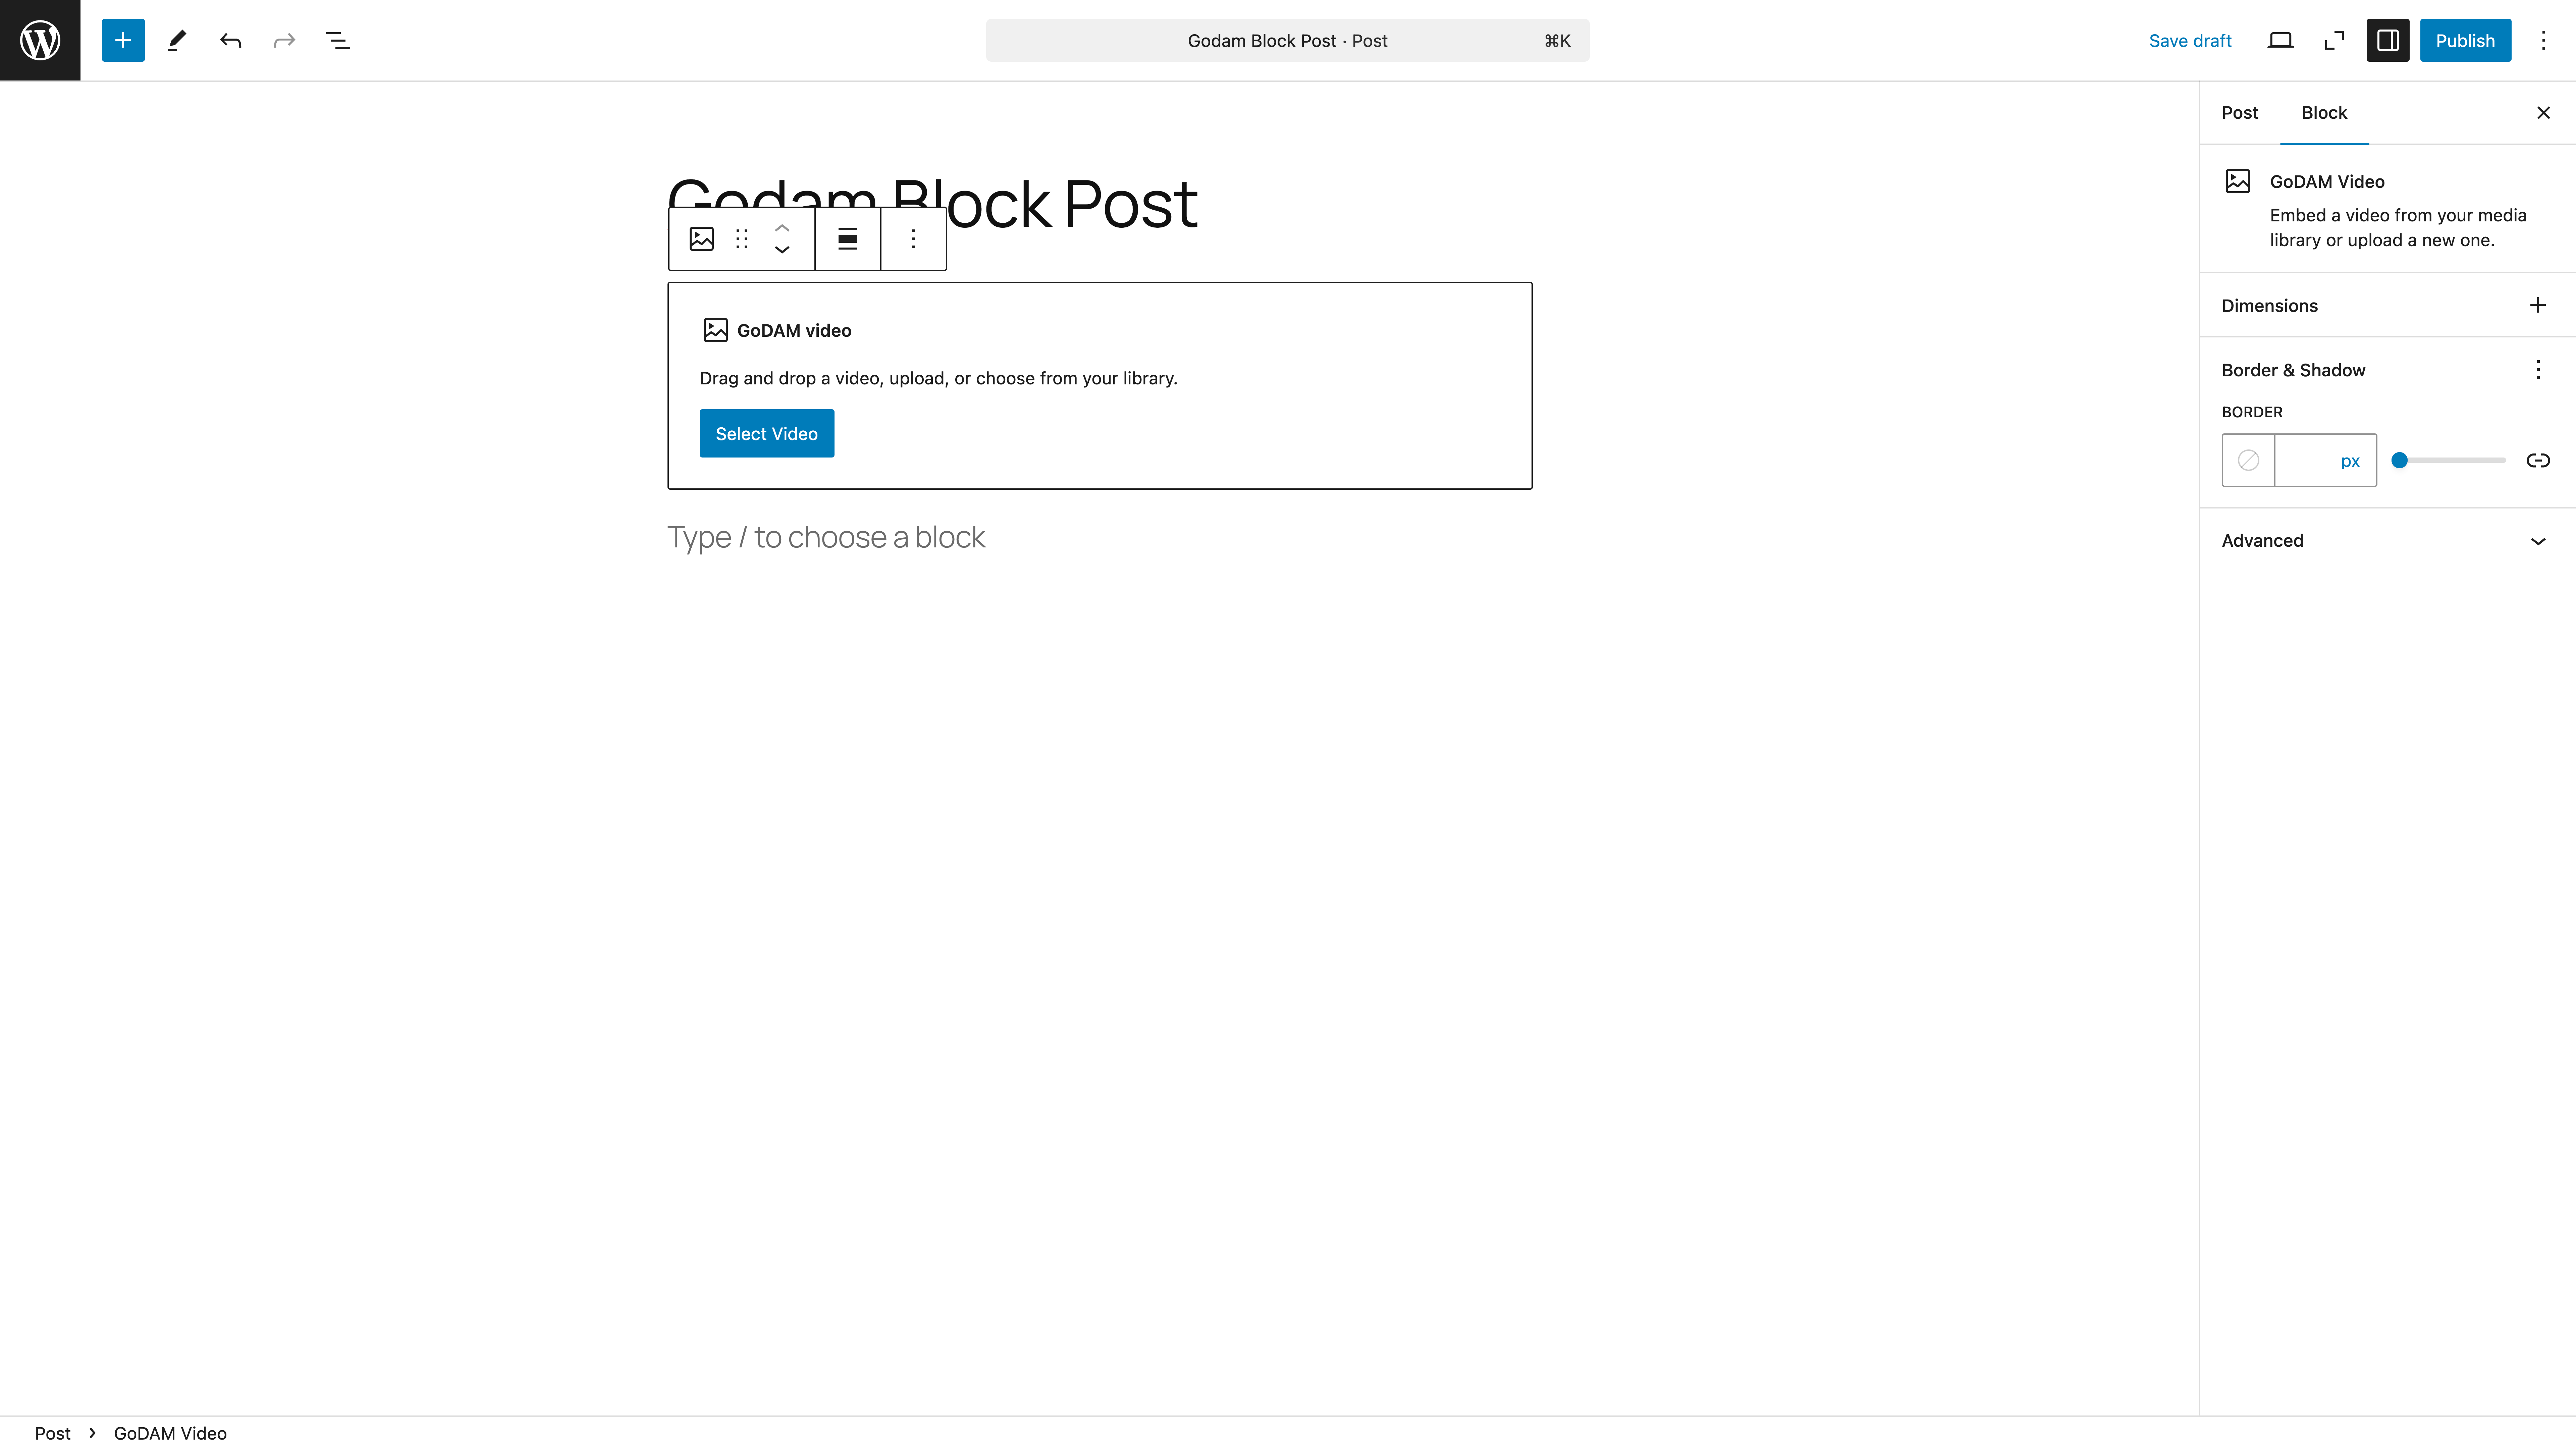 Godam Block Post · Post
⌘K
Save draft
Publish
Post
Block
GoDAM Video
Embed a video from your media
library or upload a new one.
Dimensions
Border & Shadow
BORDER
px
Advanced
Godam Block Post
GoDAM video
Drag and drop a video, upload, or choose from your library.
Select Video
Type / to choose a block
Post
GoDAM Video